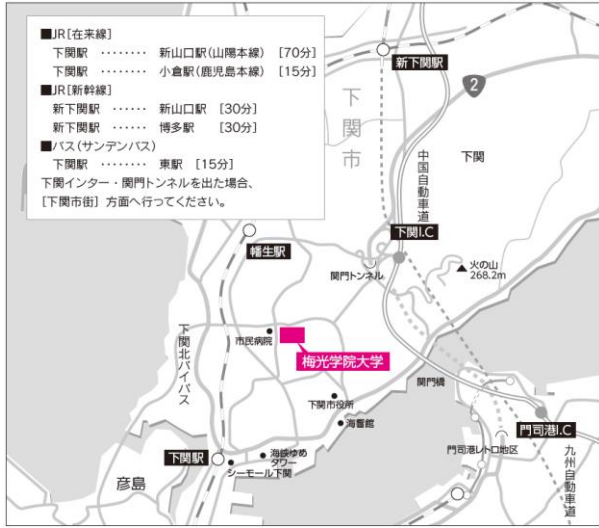 ■JR[在来線]
下関駅 ‥‥‥‥ 新山口駅(山陽本線) [70分]
下関駅 ‥‥‥‥ 小倉駅(鹿児島本線) [15分]
■JR[新幹線]
新下関駅 ‥‥‥ 新山口駅 [30分]
新下関駅 ‥‥‥ 博多駅 [30分]
■バス(サンデンバス)
下関駅 ‥‥‥‥ 東駅 [15分]
下関インター・関門トンネルを出た場合、
[下関市街] 方面へ行ってください。
新下関駅
2
下関市
下関
中国自動車道
下関I.C
幡生駅
関門トンネル
火の山
268.2m
市民病院
梅光学院大学
下関北バイパス
関門橋
下関市役所
海響館
門司港I.C
門司港レトロ地区
九州自動車道
下関駅
海峡ゆめ
タワー
シーモール下関
彦島